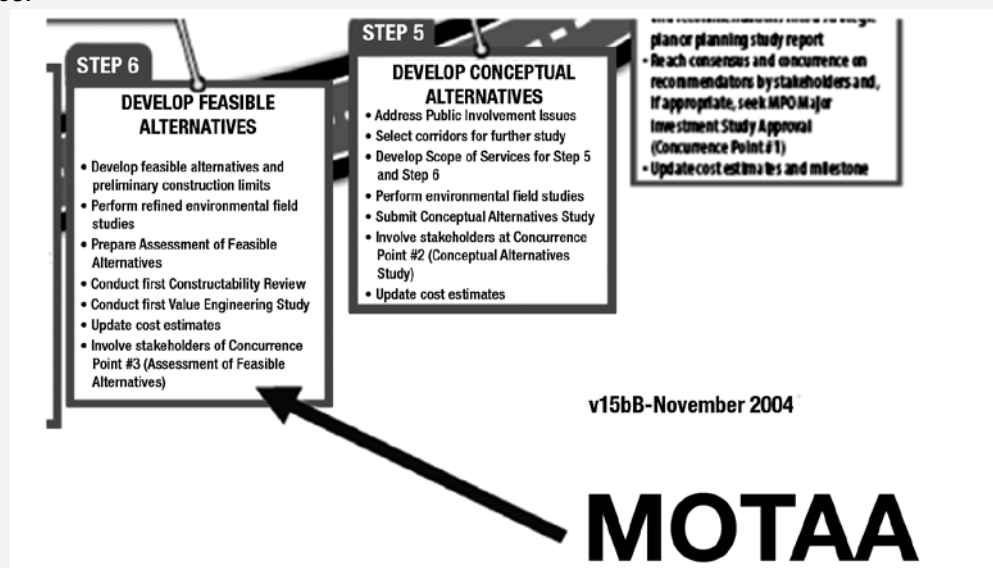 STEP 6
DEVELOP FEASIBLE
ALTERNATIVES
• Develop feasible alternatives and
preliminary construction limits
• Perform refined environmental field
studies
• Prepare Assessment of Feasible
Alternatives
• Conduct first Constructability Review
• Conduct first Value Engineering Study
• Update cost estimates
• Involve stakeholders of Concurrence
Point #3 (Assessment of Feasible
Alternatives)
STEP 5
DEVELOP CONCEPTUAL
ALTERNATIVES
• Address Public Involvement Issues
• Select corridors for further study
• Develop Scope of Services for Step 5
and Step 6
• Perform environmental field studies
• Submit Conceptual Alternatives Study
• Involve stakeholders at Concurrence
Point #2 (Conceptual Alternatives
Study)
• Update cost estimates
plan or planning study report
• Reach consensus and concurrence on
recommendatons by stakeholders and,
if appropriate, seek MPO Major
Investment Study Approval
(Concurrence Point #1)
• Update cost estimates and milestone
v15bB-November 2004
MOTAA